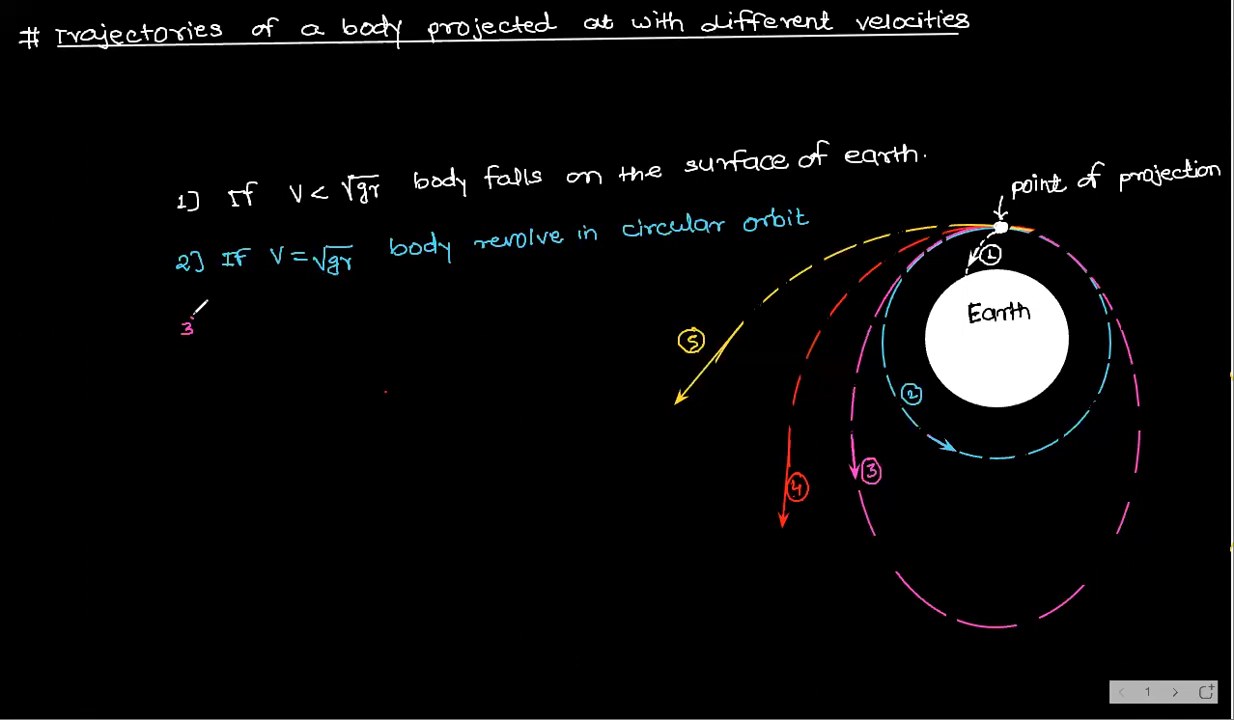 # Trajectories of a body projected at with different velocities
point of projection
1] If V < √gr body falls on the surface of earth.
2] If V = √gr body revolve in circular orbit
3
1
Earth
2
3
4
5
1